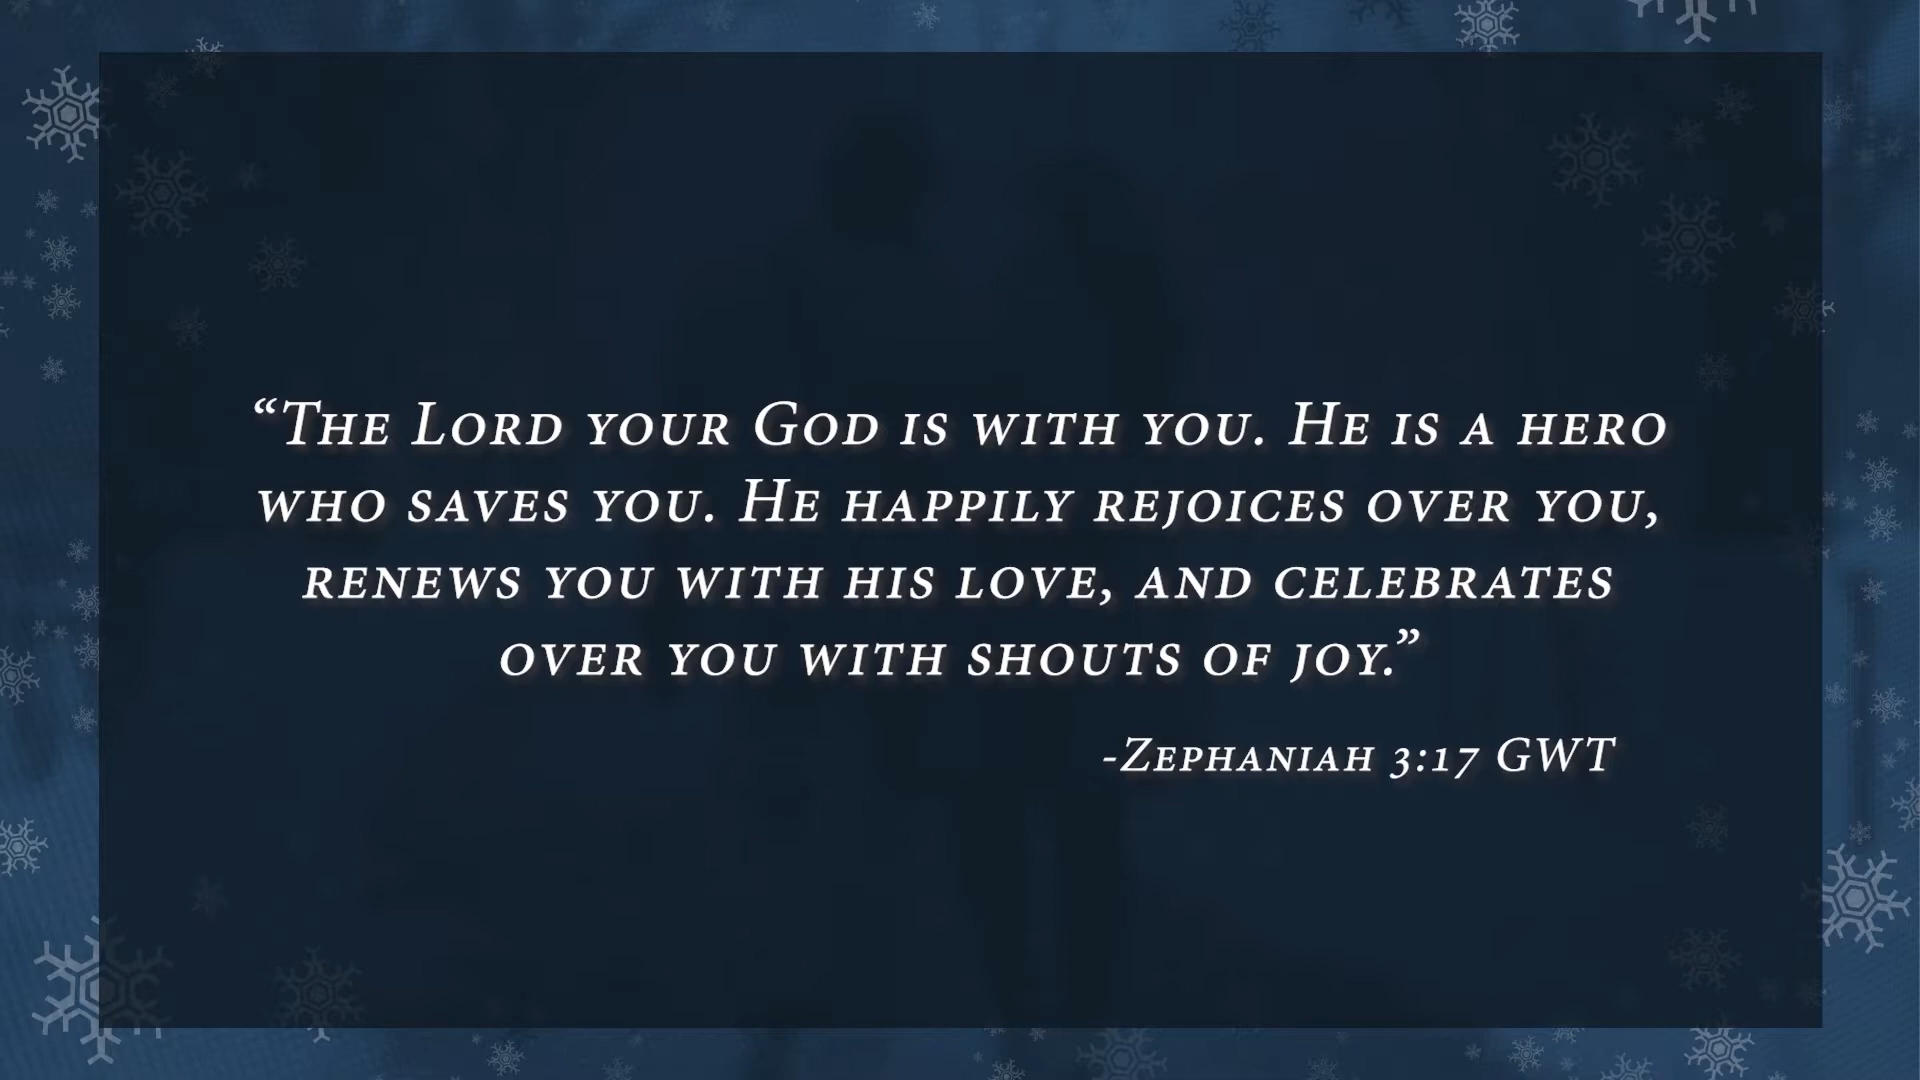 “The Lord your God is with you. He is a hero
who saves you. He happily rejoices over you,
renews you with his love, and celebrates
over you with shouts of joy.”
-Zephaniah 3:17 GWT